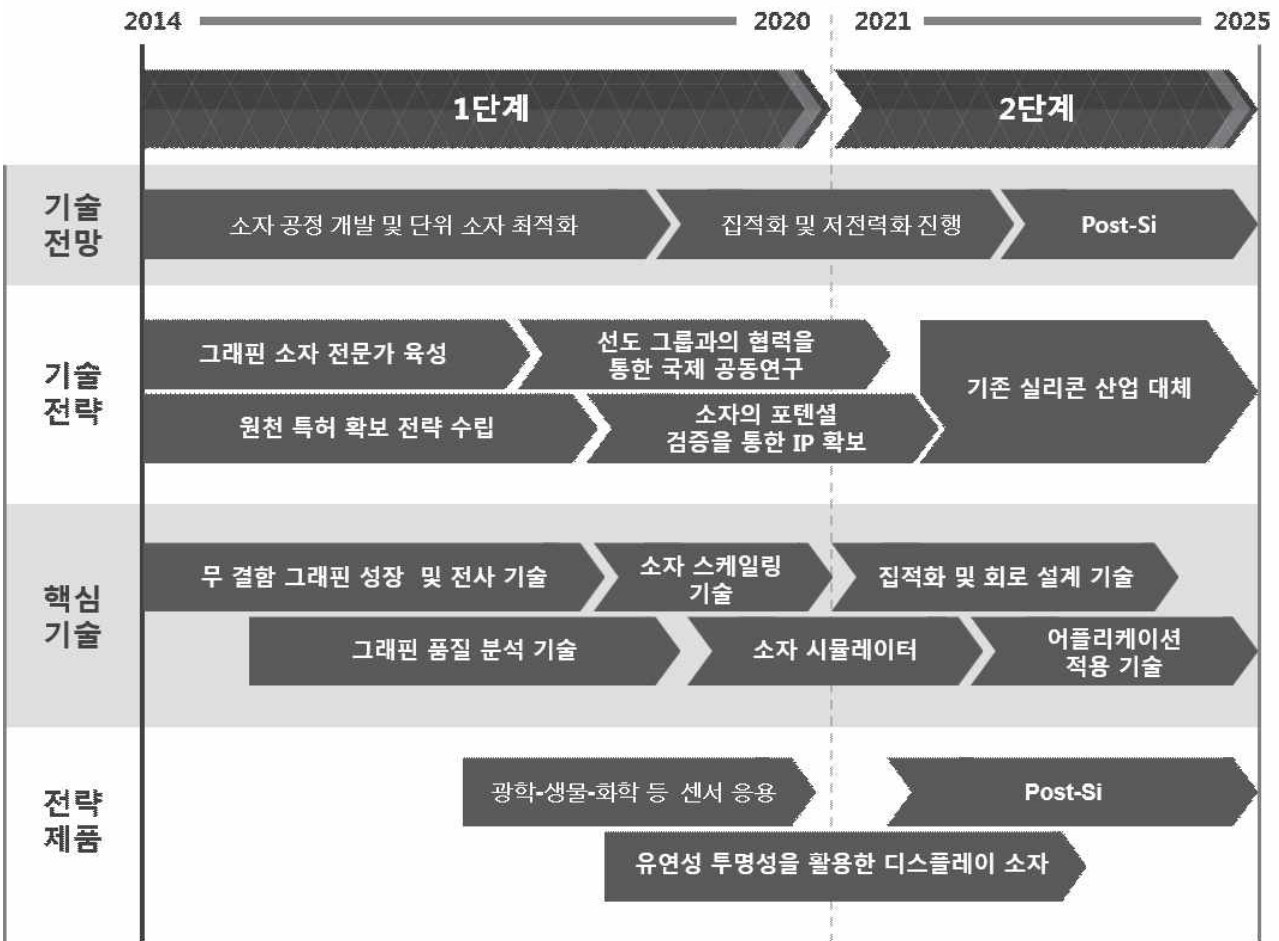 2014
2020
2021
2025
1단계
2단계
기술
전망
소자 공정 개발 및 단위 소자 최적화
집적화 및 저전력화 진행
Post-Si
기술
전략
그래핀 소자 전문가 육성
선도 그룹과의 협력을
통한 국제 공동연구
원천 특허 확보 전략 수립
소자의 포텐셜
검증을 통한 IP 확보
기존 실리콘 산업 대체
핵심
기술
무 결함 그래핀 성장 및 전사 기술
소자 스케일링
기술
집적화 및 회로 설계 기술
그래핀 품질 분석 기술
소자 시뮬레이터
어플리케이션
적용 기술
전략
제품
광학-생물-화학 등 센서 응용
Post-Si
유연성 투명성을 활용한 디스플레이 소자